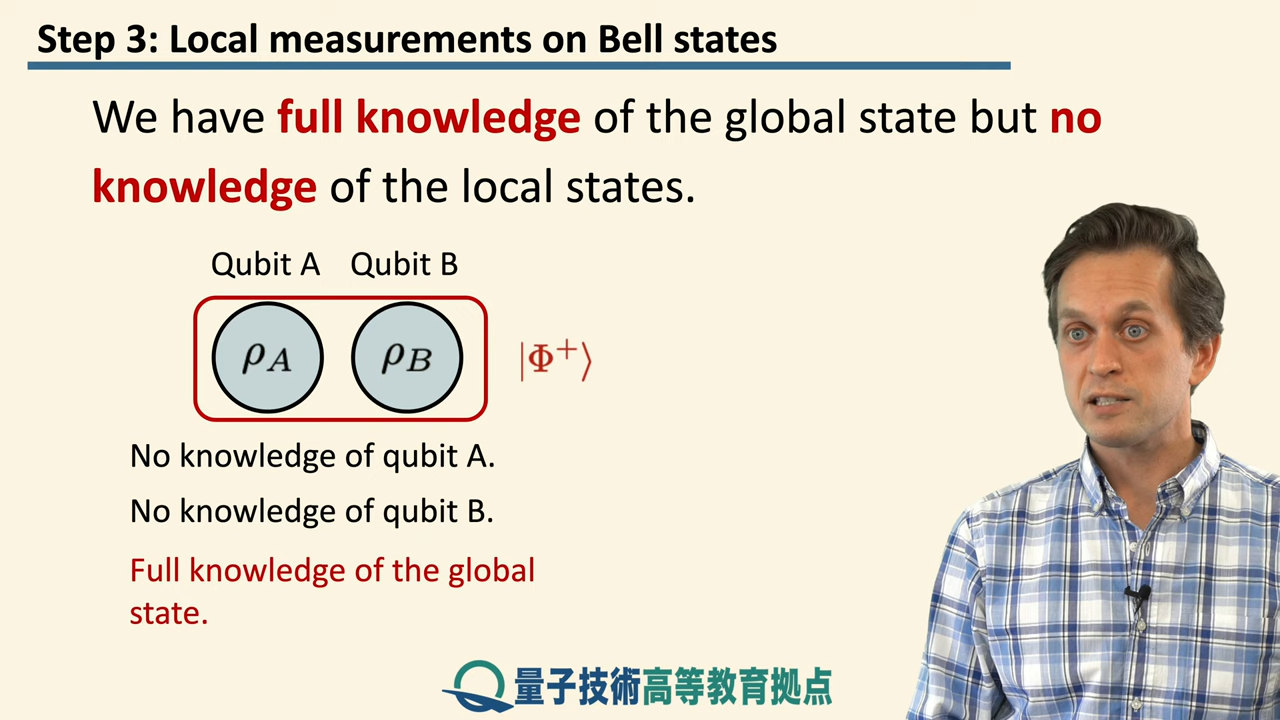 Step 3: Local measurements on Bell states
We have full knowledge of the global state but no
knowledge of the local states.
Qubit A Qubit B
ρA ρB |Φ+⟩
No knowledge of qubit A.
No knowledge of qubit B.
Full knowledge of the global
state.
量子技術高等教育拠点